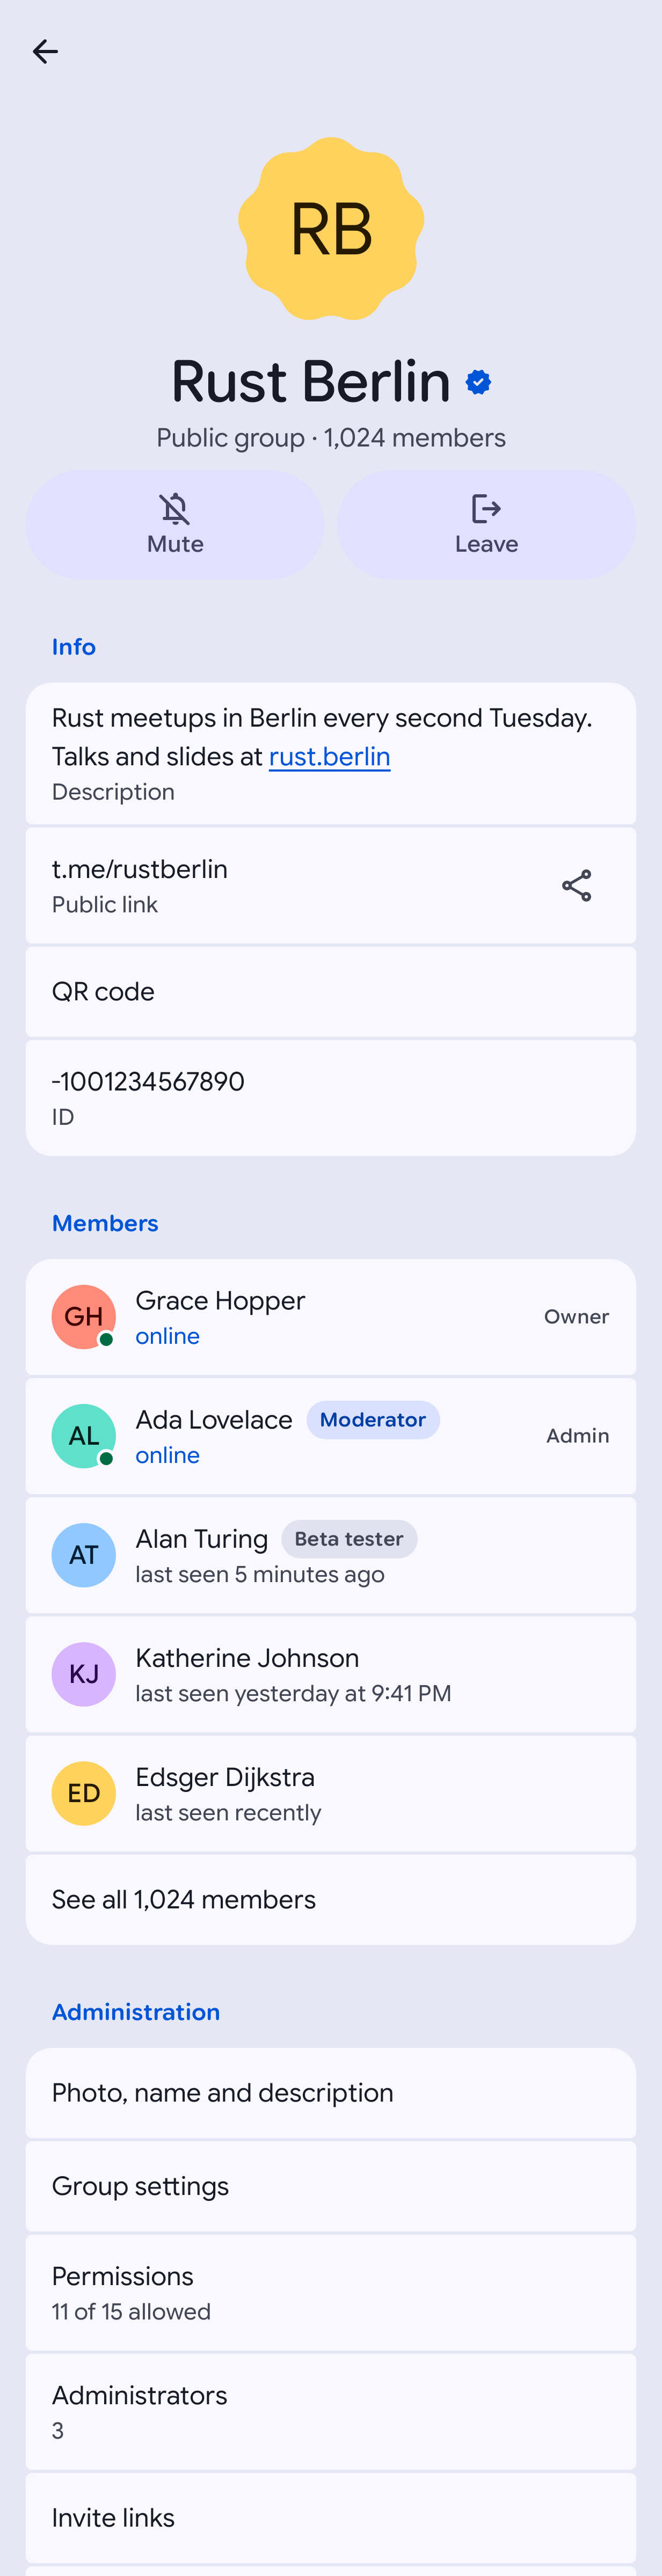 RB
Rust Berlin
Public group · 1,024 members
Mute
Leave
Info
Rust meetups in Berlin every second Tuesday.
Talks and slides at rust.berlin
Description
t.me/rustberlin
Public link
QR code
-1001234567890
ID
Members
GH
Grace Hopper
online
Owner
AL
Ada Lovelace
Moderator
online
Admin
AT
Alan Turing
Beta tester
last seen 5 minutes ago
KJ
Katherine Johnson
last seen yesterday at 9:41 PM
ED
Edsger Dijkstra
last seen recently
See all 1,024 members
Administration
Photo, name and description
Group settings
Permissions
11 of 15 allowed
Administrators
3
Invite links